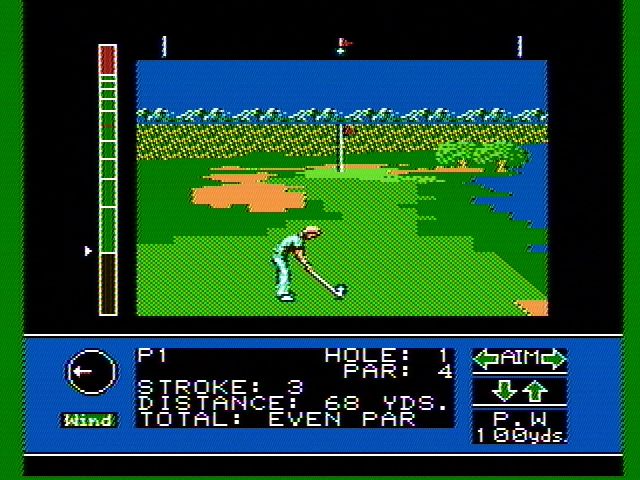 P1 HOLE: 1
PAR: 4
STROKE: 3
DISTANCE: 68 YDS.
TOTAL: EVEN PAR
Wind
AIM
P.W
100yds.